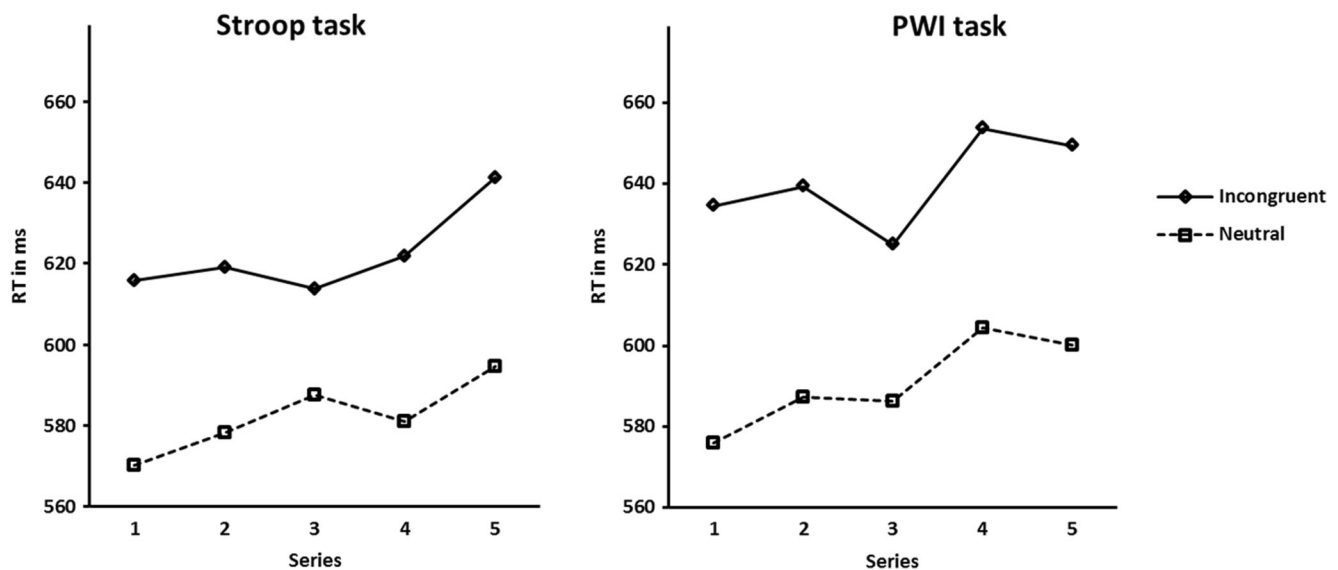 Stroop task
660
640
620
600
580
560
RT in ms
1 2 3 4 5
Series
PWI task
660
640
620
600
580
560
RT in ms
1 2 3 4 5
Series
Incongruent
Neutral